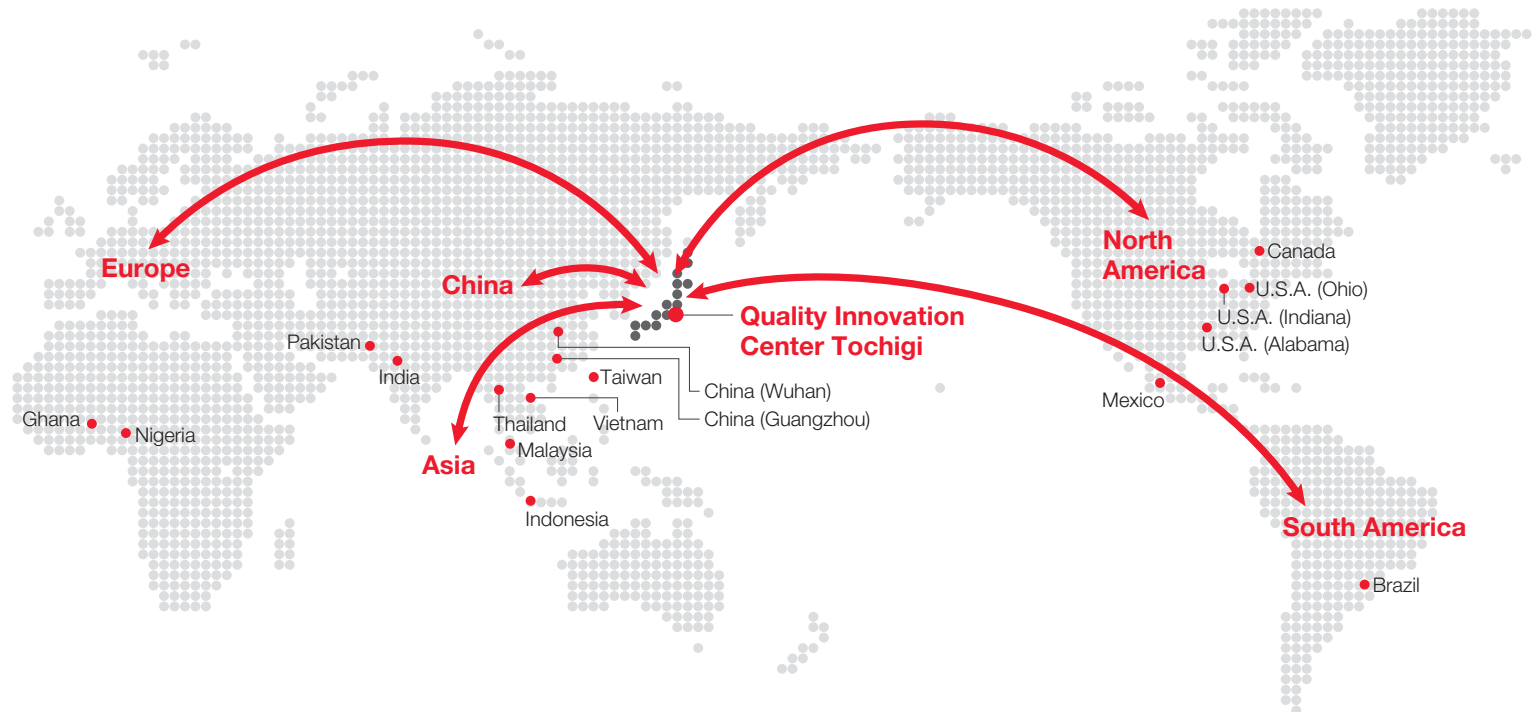 Europe
China
Asia
Quality Innovation
Center Tochigi
North
America
South America
Pakistan
India
Ghana
Nigeria
Taiwan
Thailand
Vietnam
Malaysia
Indonesia
China (Wuhan)
China (Guangzhou)
Canada
U.S.A. (Ohio)
U.S.A. (Indiana)
U.S.A. (Alabama)
Mexico
Brazil